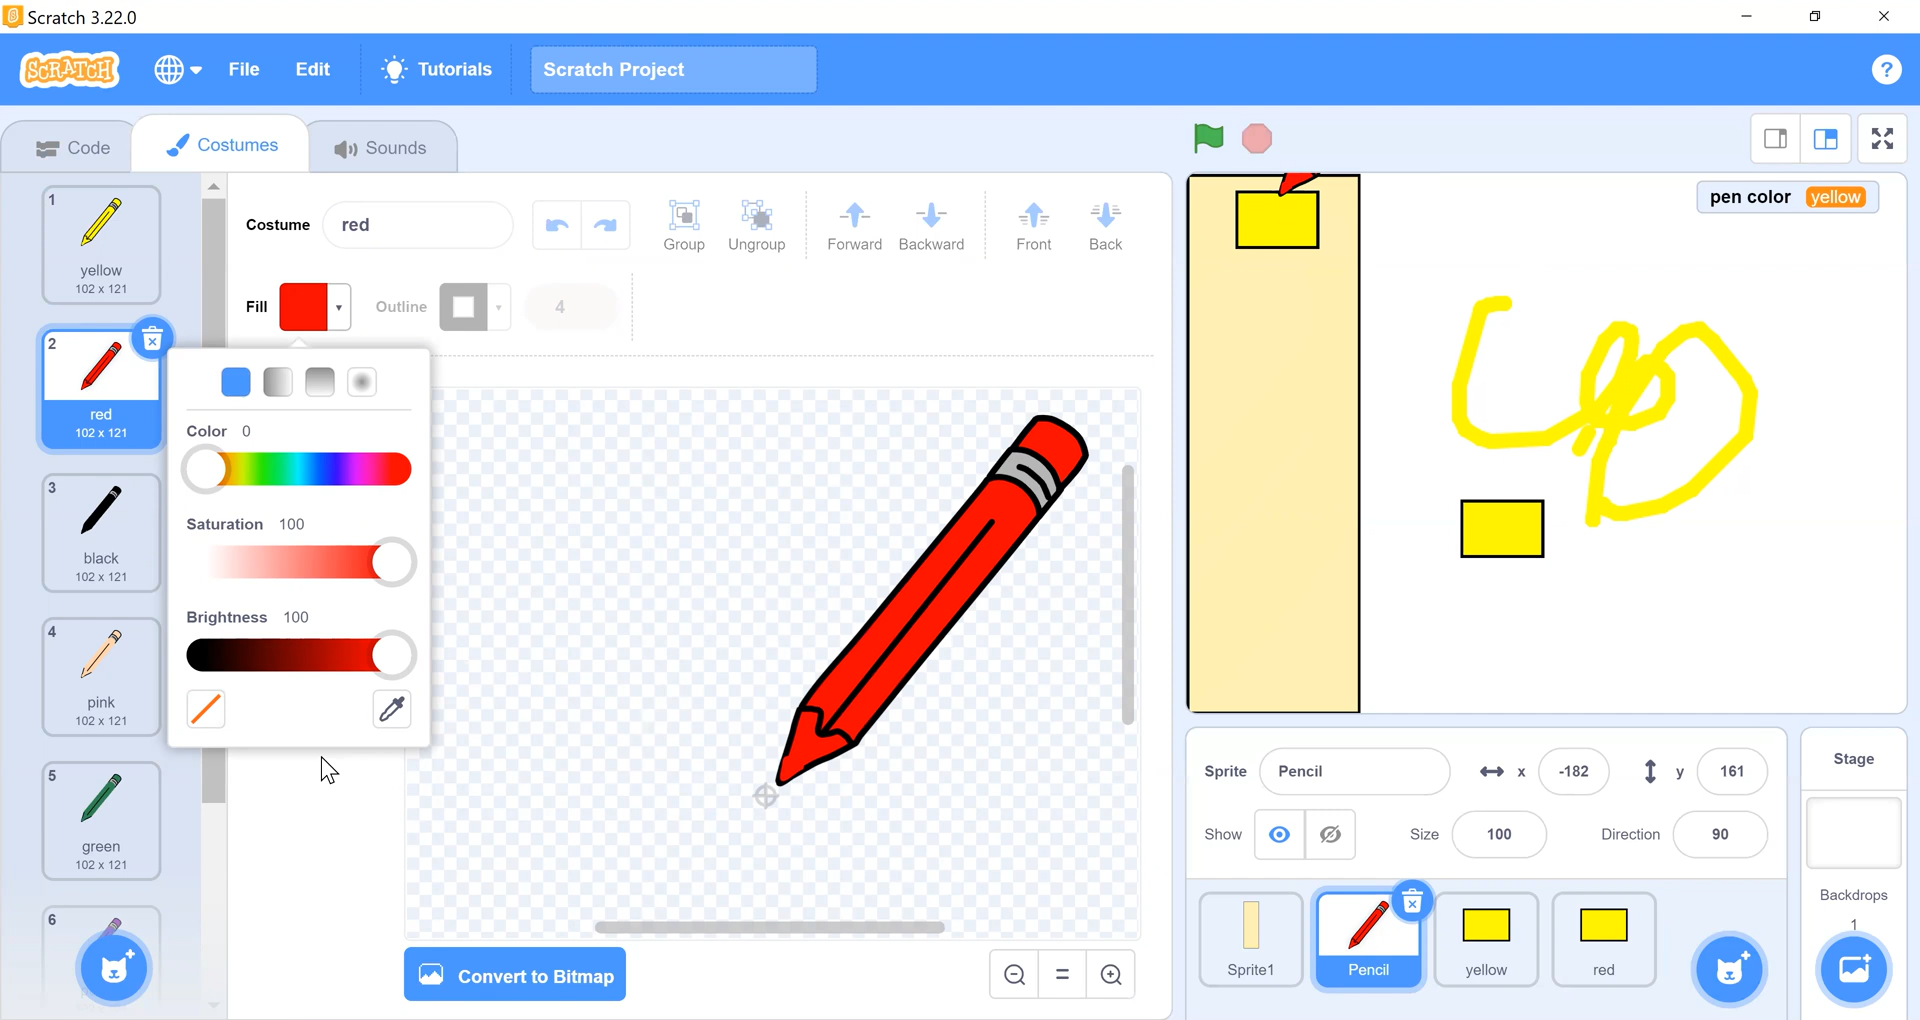 Scratch 3.22.0
SCRATCH
File
Edit
Tutorials
Scratch Project
?
Code
Costumes
Sounds
1
yellow
102 x 121
2
red
102 x 121
3
black
102 x 121
4
pink
102 x 121
5
green
102 x 121
6
Costume
red
Group
Ungroup
Forward
Backward
Front
Back
Fill
Outline
4
Color 0
Saturation 100
Brightness 100
Convert to Bitmap
pen color yellow
Sprite
Pencil
x
-182
y
161
Show
Size
100
Direction
90
Sprite1
Pencil
yellow
red
Stage
Backdrops
1